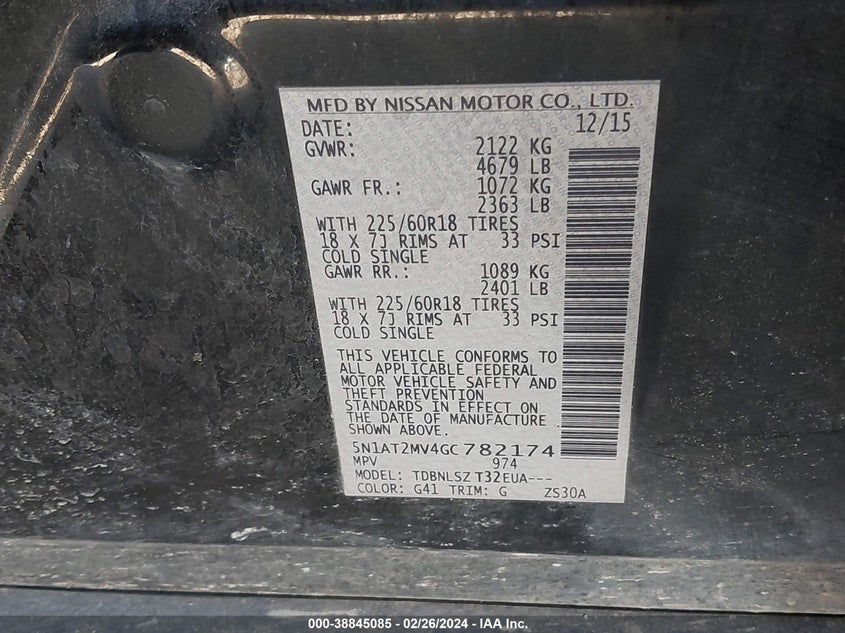 MFD BY NISSAN MOTOR CO., LTD.
DATE: 12/15
GVWR: 2122 KG
4679 LB
GAWR FR.: 1072 KG
2363 LB
WITH 225/60R18 TIRES
18 X 7J RIMS AT 33 PSI
COLD SINGLE
GAWR RR.: 1089 KG
2401 LB
WITH 225/60R18 TIRES
18 X 7J RIMS AT 33 PSI
COLD SINGLE
THIS VEHICLE CONFORMS TO
ALL APPLICABLE FEDERAL
MOTOR VEHICLE SAFETY AND
THEFT PREVENTION
STANDARDS IN EFFECT ON
THE DATE OF MANUFACTURE
SHOWN ABOVE.
5N1AT2MV4GC782174
MPV 974
MODEL: TDBNLSZ T32EUA---
COLOR: G41 TRIM: G ZS30A
000-38845085 - 02/26/2024 - IAA Inc.